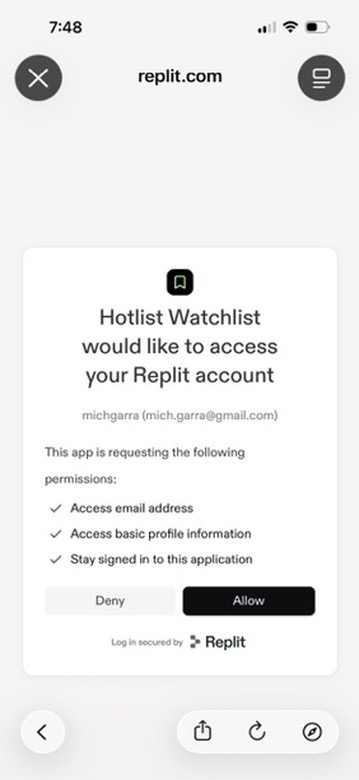 7:48
replit.com
Hotlist Watchlist
would like to access
your Replit account
michgarra (mich.garra@gmail.com)
This app is requesting the following
permissions:
Access email address
Access basic profile information
Stay signed in to this application
Deny
Allow
Log in secured by Replit